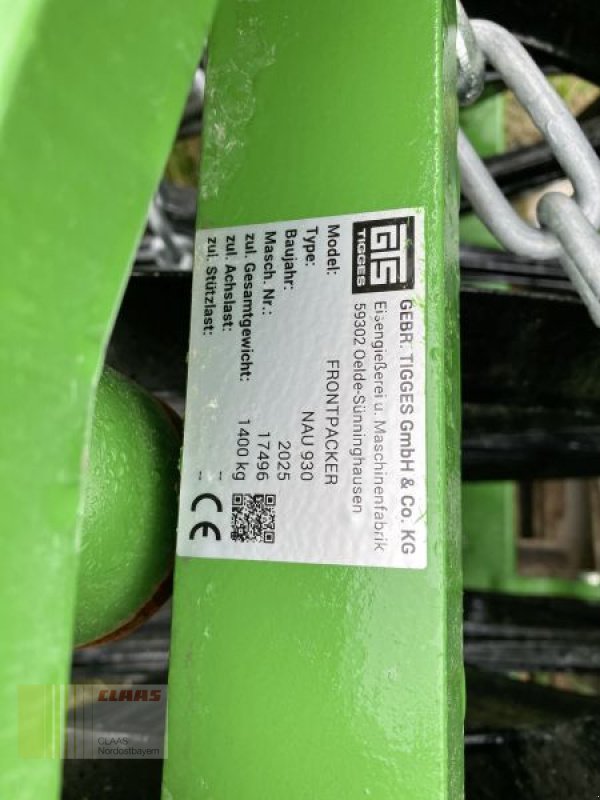 TIGGES
GEBR. TIGGES GmbH & Co. KG
Eisengießerei u. Maschinenfabrik
59302 Oelde-Sünninghausen
Model: FRONTPACKER
Type: NAU 930
Baujahr: 2025
Masch. Nr.: 17496
zul. Gesamtgewicht: 1400 kg
zul. Achslast: --
zul. Stützlast: --
CE
CLAAS
CLAAS
Nordostbayern